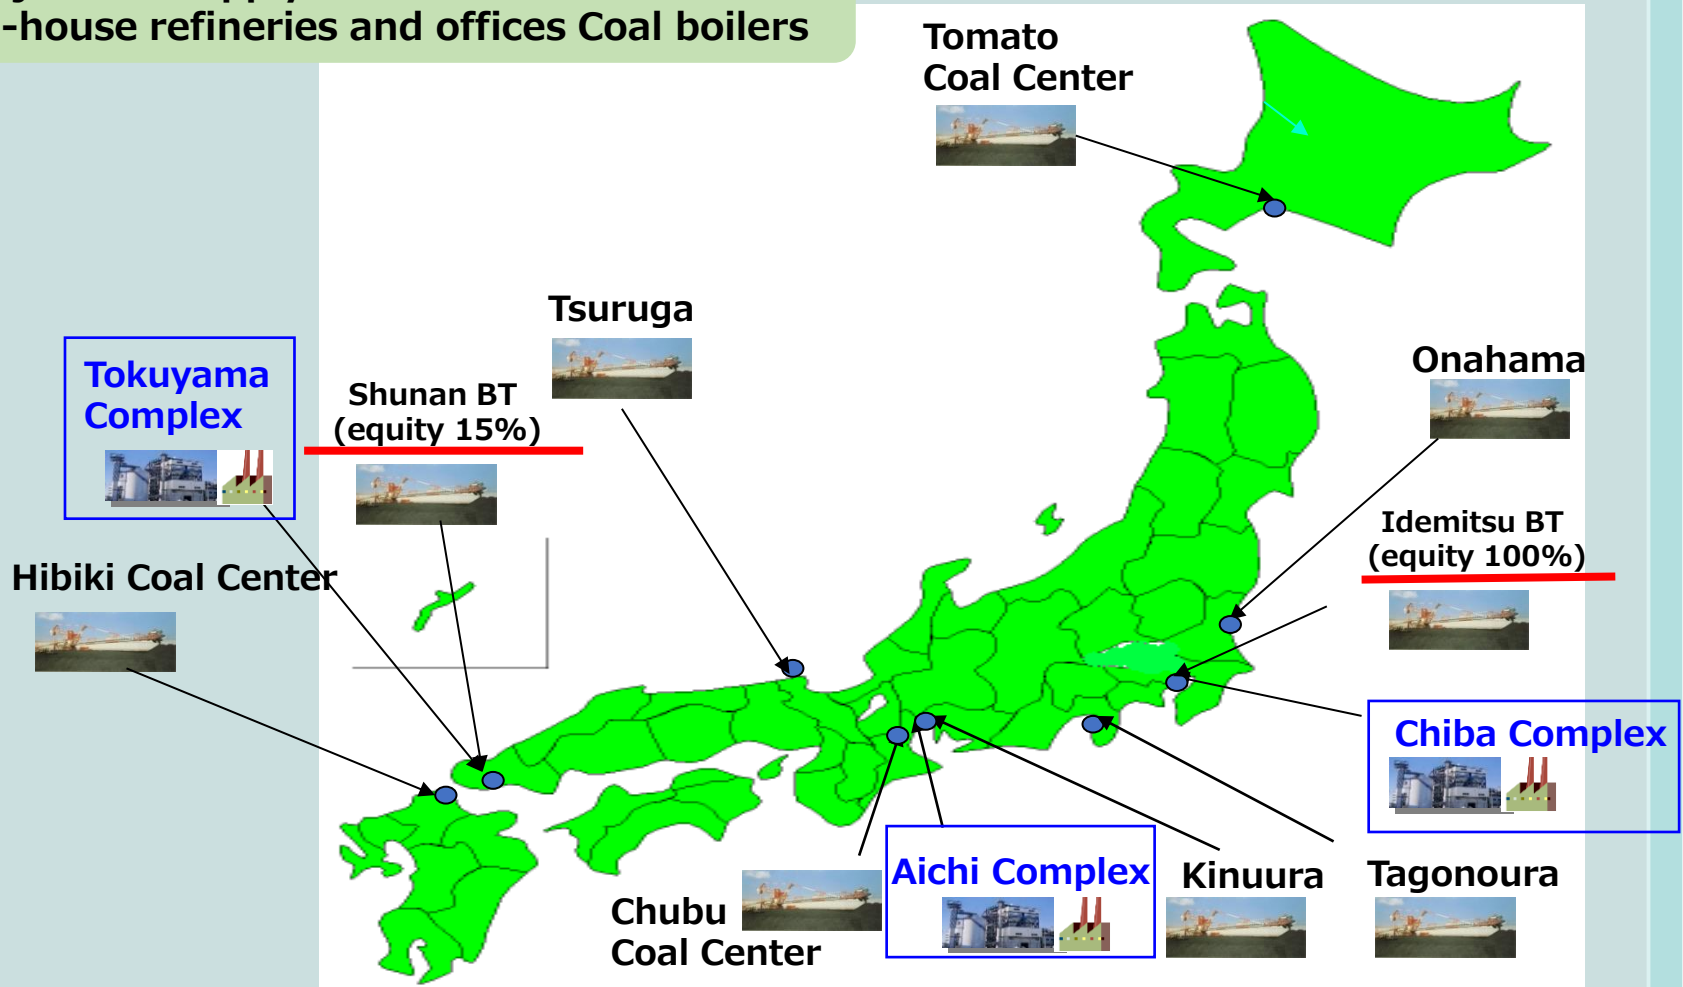 -house refineries and offices Coal boilers
Tomato
Coal Center
Tsuruga
Onahama
Tokuyama
Complex
Shunan BT
(equity 15%)
Idemitsu BT
(equity 100%)
Hibiki Coal Center
Chiba Complex
Aichi Complex
Kinuura
Tagonoura
Chubu
Coal Center